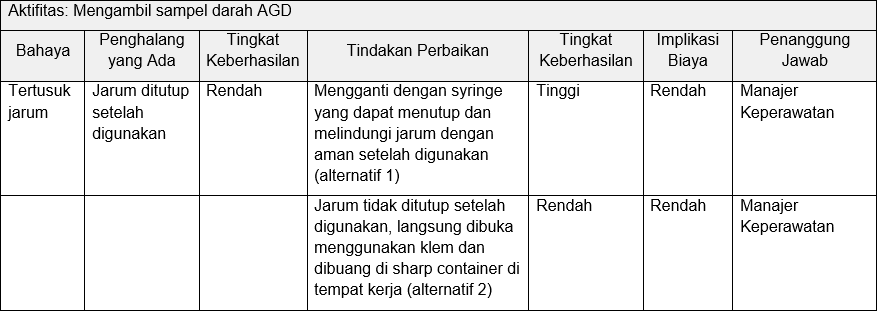 Aktifitas: Mengambil sampel darah AGD
Bahaya
Penghalang
yang Ada
Tingkat
Keberhasilan
Tindakan Perbaikan
Tingkat
Keberhasilan
Implikasi
Biaya
Penanggung
Jawab
Tertusuk
jarum
Jarum ditutup
setelah
digunakan
Rendah
Mengganti dengan syringe
yang dapat menutup dan
melindungi jarum dengan
aman setelah digunakan
(alternatif 1)
Tinggi
Rendah
Manajer
Keperawatan
Jarum tidak ditutup setelah
digunakan, langsung dibuka
menggunakan klem dan
dibuang di sharp container di
tempat kerja (alternatif 2)
Rendah
Rendah
Manajer
Keperawatan